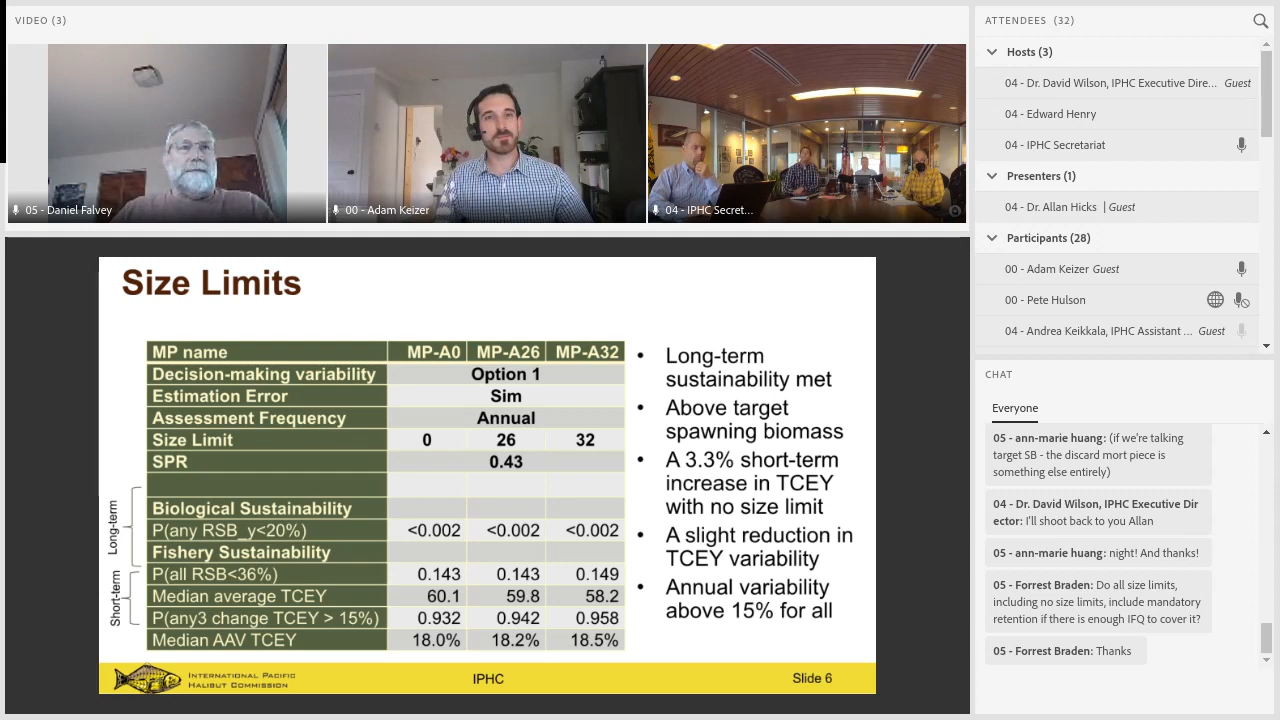 VIDEO (3)
05 - Daniel Falvey
00 - Adam Keizer
04 - IPHC Secret...
Size Limits
MP name MP-A0 MP-A26 MP-A32
Decision-making variability Option 1
Estimation Error Sim
Assessment Frequency Annual
Size Limit 0 26 32
SPR 0.43
Biological Sustainability
P(any RSB_y<20%) <0.002 <0.002 <0.002
Fishery Sustainability
P(all RSB<36%) 0.143 0.143 0.149
Median average TCEY 60.1 59.8 58.2
P(any3 change TCEY > 15%) 0.932 0.942 0.958
Median AAV TCEY 18.0% 18.2% 18.5%
Long-term
Short-term
• Long-term
sustainability met
• Above target
spawning biomass
• A 3.3% short-term
increase in TCEY
with no size limit
• A slight reduction in
TCEY variability
• Annual variability
above 15% for all
INTERNATIONAL PACIFIC
HALIBUT COMMISSION
IPHC
Slide 6
ATTENDEES (32)
Hosts (3)
04 - Dr. David Wilson, IPHC Executive Dire... Guest
04 - Edward Henry
04 - IPHC Secretariat
Presenters (1)
04 - Dr. Allan Hicks | Guest
Participants (28)
00 - Adam Keizer Guest
00 - Pete Hulson
04 - Andrea Keikkala, IPHC Assistant ... Guest
CHAT
Everyone
05 - ann-marie huang: (if we're talking
target SB - the discard mort piece is
something else entirely)
04 - Dr. David Wilson, IPHC Executive Dir
ector: I'll shoot back to you Allan
05 - ann-marie huang: night! And thanks!
05 - Forrest Braden: Do all size limits,
including no size limits, include mandatory
retention if there is enough IFQ to cover it?
05 - Forrest Braden: Thanks